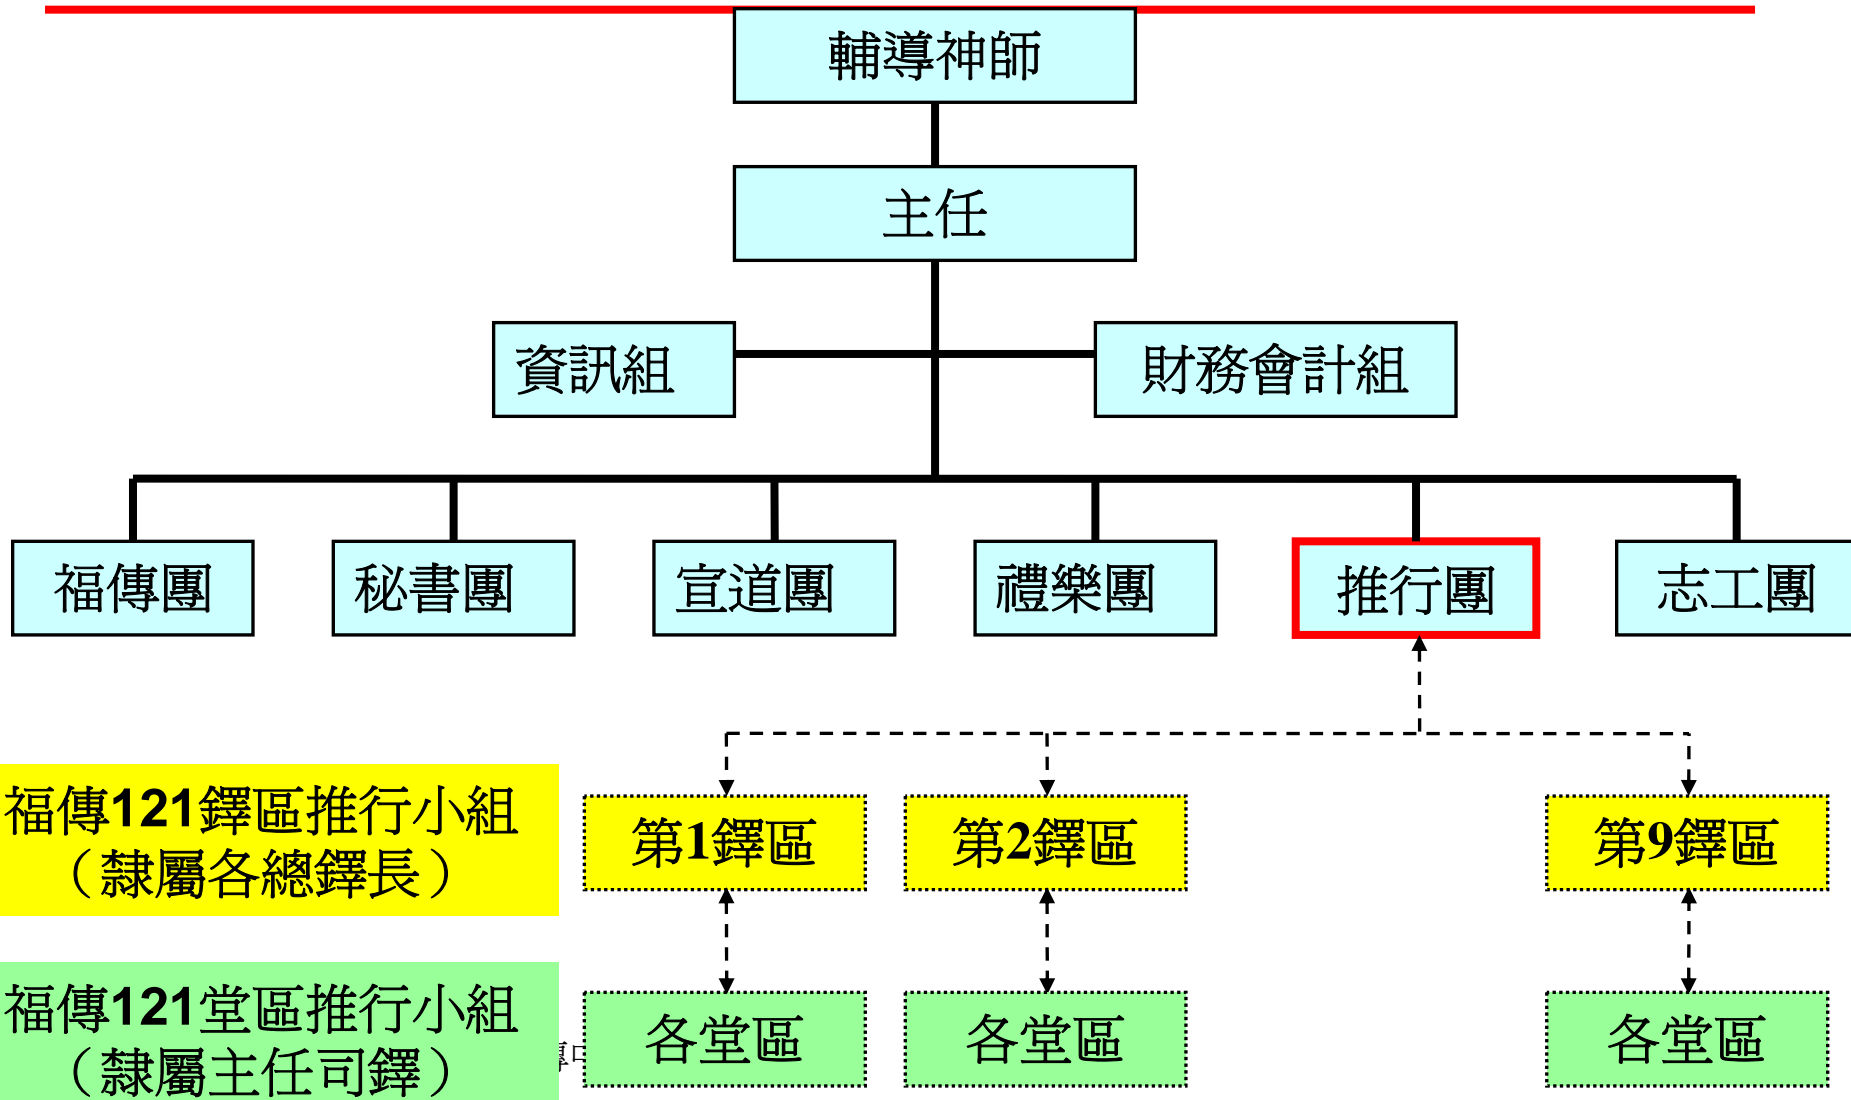 輔導神師
主任
資訊組
財務會計組
福傳團
秘書團
宣道團
禮樂團
推行團
志工團
福傳121鐸區推行小組
（隸屬各總鐸長）
第1鐸區
第2鐸區
第9鐸區
福傳121堂區推行小組
（隸屬主任司鐸）
各堂區
各堂區
各堂區